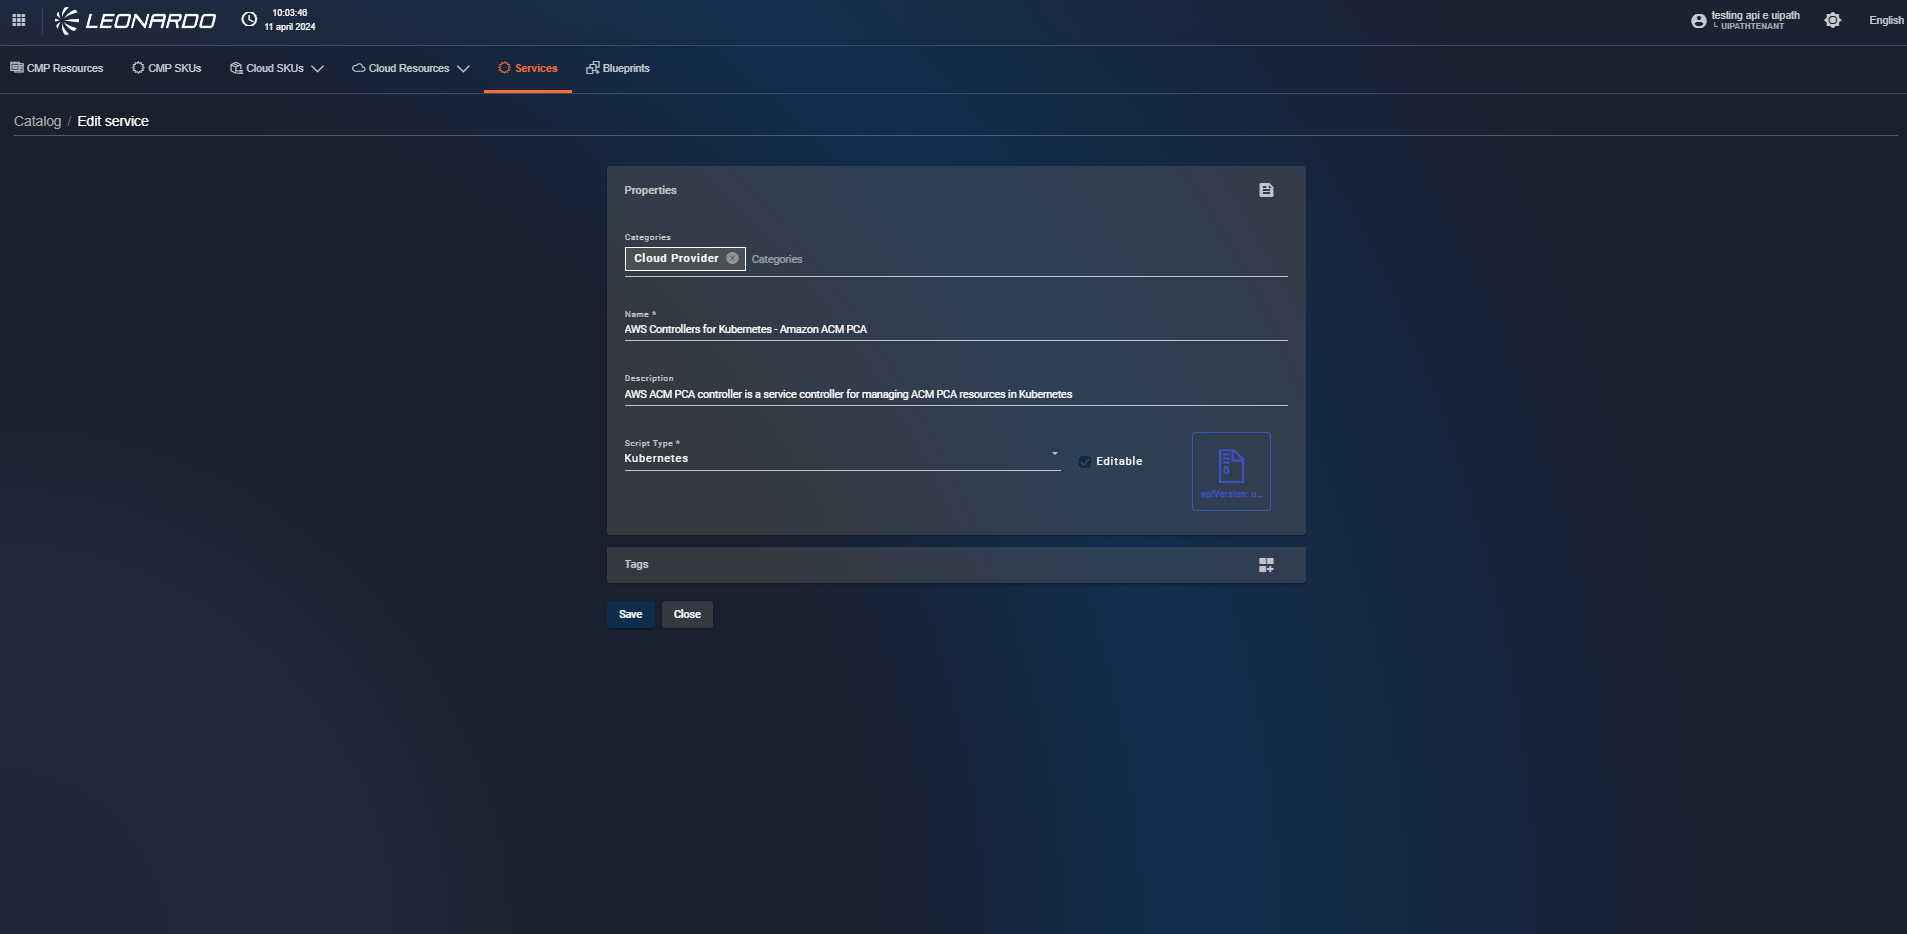 LEONARDO
10:03:46
11 april 2024
testing api e uipath
UIPATHTENANT
English
CMP Resources
CMP SKUs
Cloud SKUs
Cloud Resources
Services
Blueprints
Catalog / Edit service
Properties
Categories
Cloud Provider
Categories
Name *
AWS Controllers for Kubernetes - Amazon ACM PCA
Description
AWS ACM PCA controller is a service controller for managing ACM PCA resources in Kubernetes
Script Type *
Kubernetes
Editable
apiVersion: o...
Tags
Save
Close